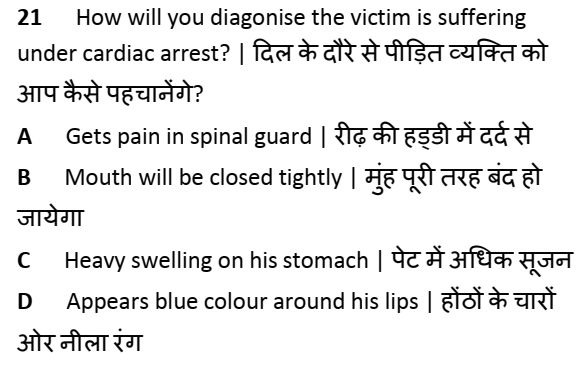 21 How will you diagonise the victim is suffering
under cardiac arrest? | दिल के दौरे से पीड़ित व्यक्ति को
आप कैसे पहचानेंगे?
A Gets pain in spinal guard | रीढ़ की हड्डी में दर्द से
B Mouth will be closed tightly | मुंह पूरी तरह बंद हो
जायेगा
C Heavy swelling on his stomach | पेट में अधिक सूजन
D Appears blue colour around his lips | होंठों के चारों
ओर नीला रंग